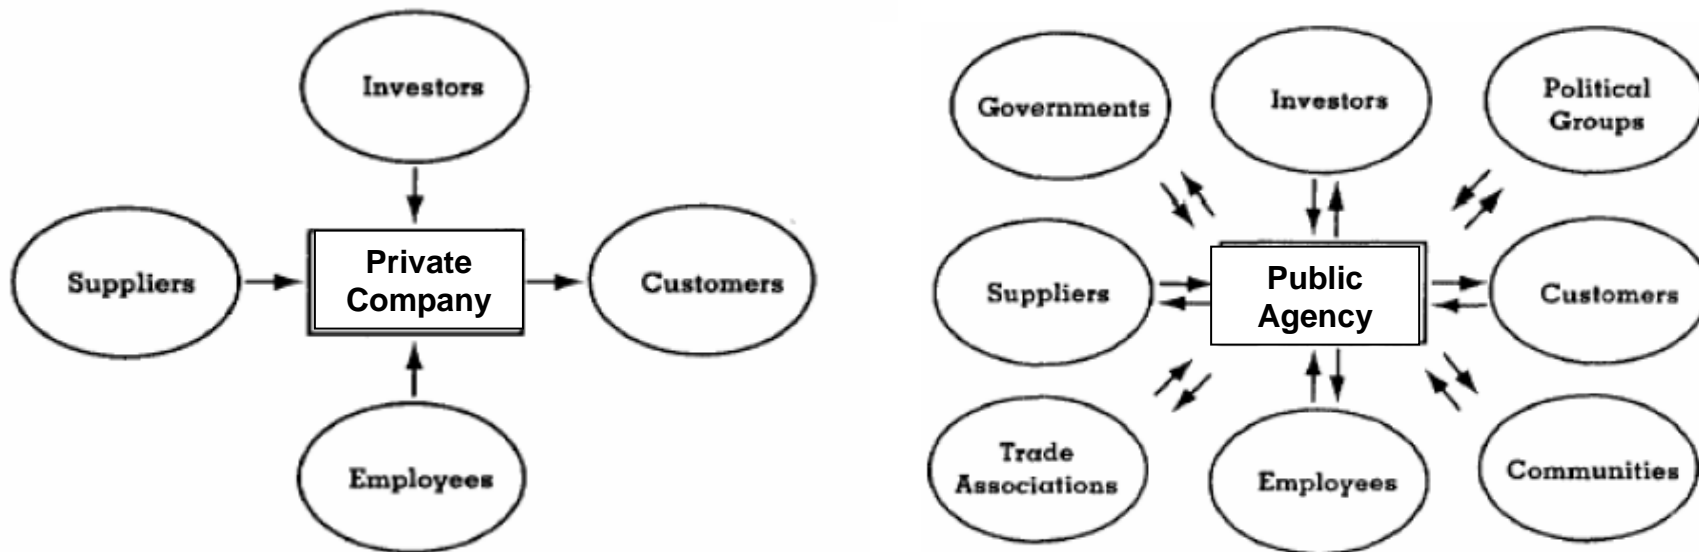 Investors
Suppliers
Private
Company
Customers
Employees
Governments
Investors
Political
Groups
Suppliers
Public
Agency
Customers
Trade
Associations
Employees
Communities